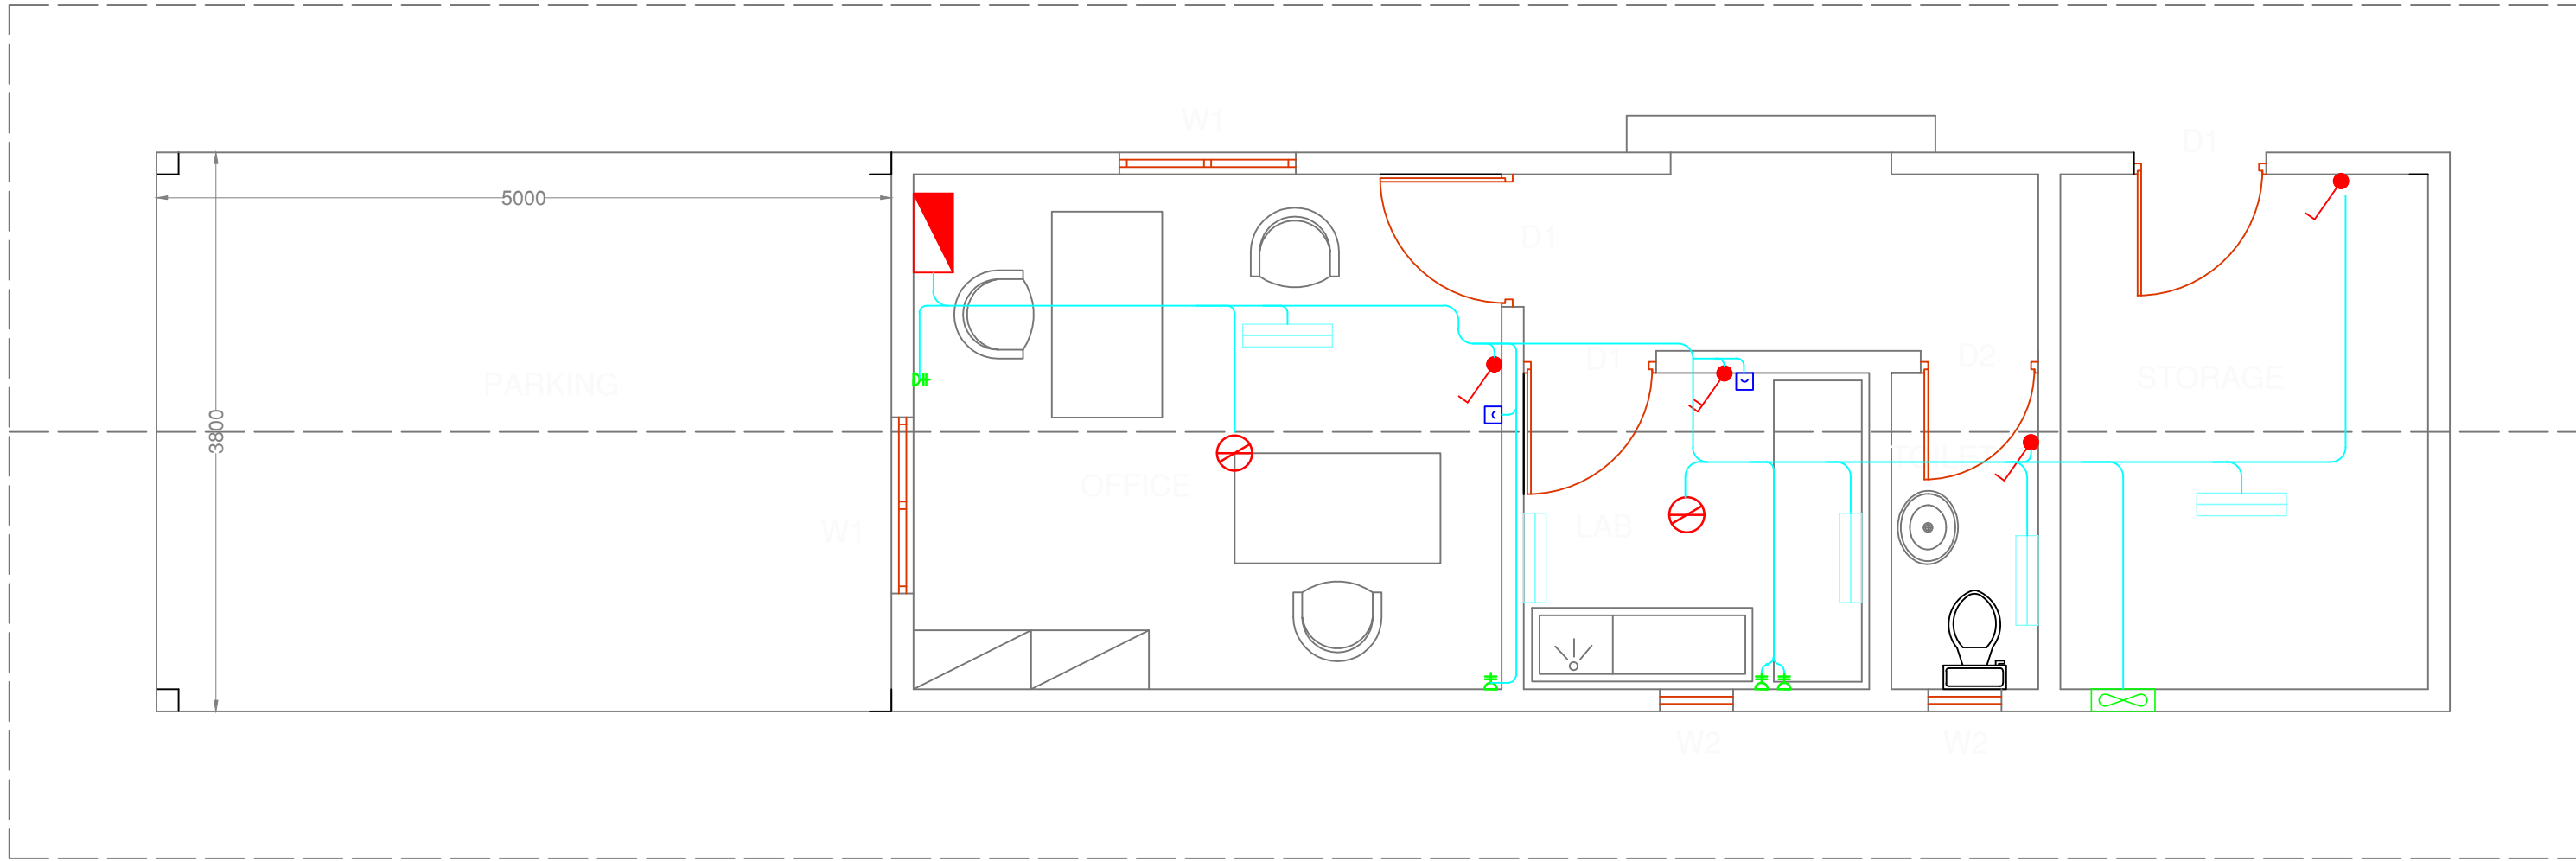 W1
D1
5000
D1
D1
D2
PARKING
STORAGE
3800
OFFICE
W1
LAB
W2
W2